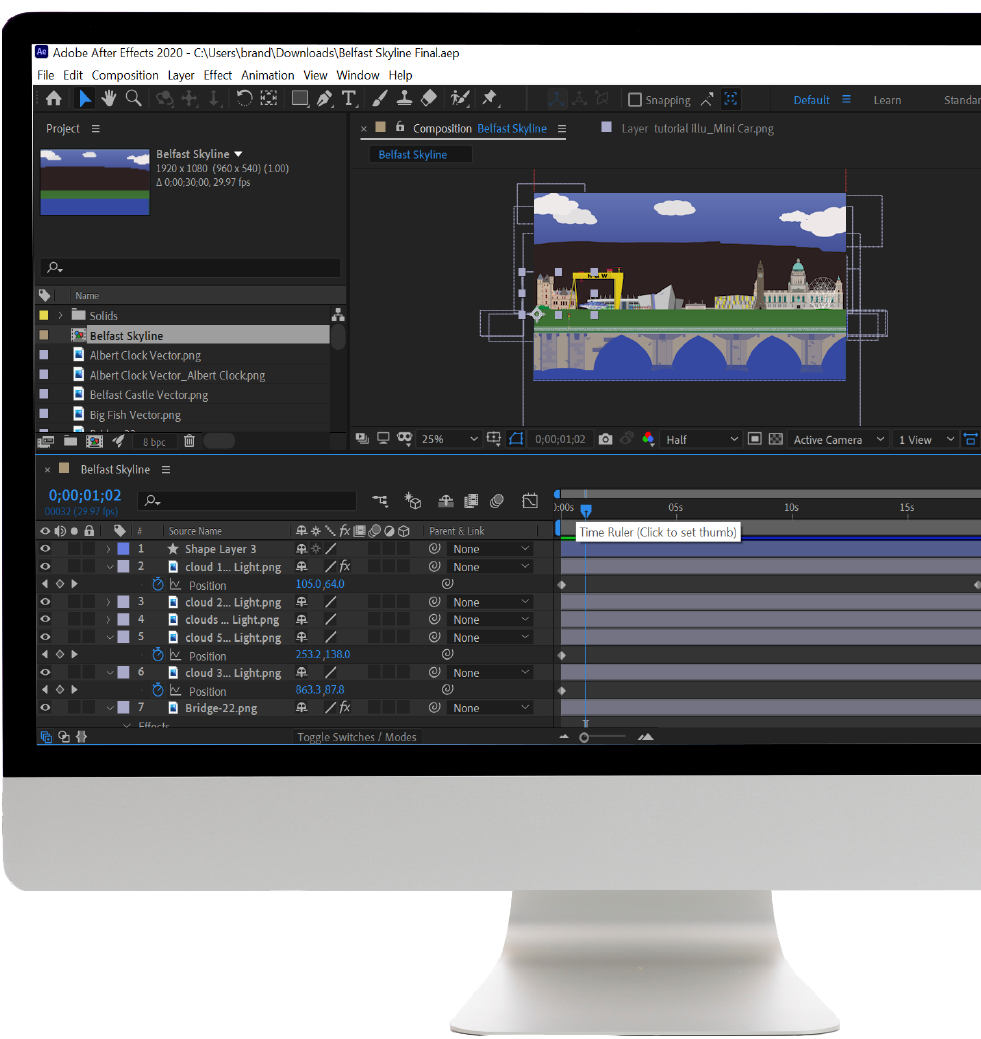 Ae Adobe After Effects 2020 - C:\Users\brand\Downloads\Belfast Skyline Final.aep
File Edit Composition Layer Effect Animation View Window Help
Snapping Default Learn Standar
Project
Composition Belfast Skyline
Layer tutorial Illu_Mini Car.png
Belfast Skyline
Belfast Skyline
1920 x 1080 (960 x 540) (1.00)
Δ 0;00;30;00, 29.97 fps
Name
Solids
Belfast Skyline
Albert Clock Vector.png
Albert Clock Vector_Albert Clock.png
Belfast Castle Vector.png
Big Fish Vector.png
8 bpc
25% 0;00;01;02 Half Active Camera 1 View
Belfast Skyline
0;00;01;02
00032 (29.97 fps)
):00s 05s 10s 15s
# Source Name fx Parent & Link
Time Ruler (Click to set thumb)
1 Shape Layer 3 None
2 cloud 1... Light.png fx None
Position 105.0,64.0
3 cloud 2... Light.png None
4 clouds ... Light.png None
5 cloud 5... Light.png None
Position 253.2,138.0
6 cloud 3... Light.png None
Position 863.3,87.8
7 Bridge-22.png fx None
Effects
Toggle Switches / Modes